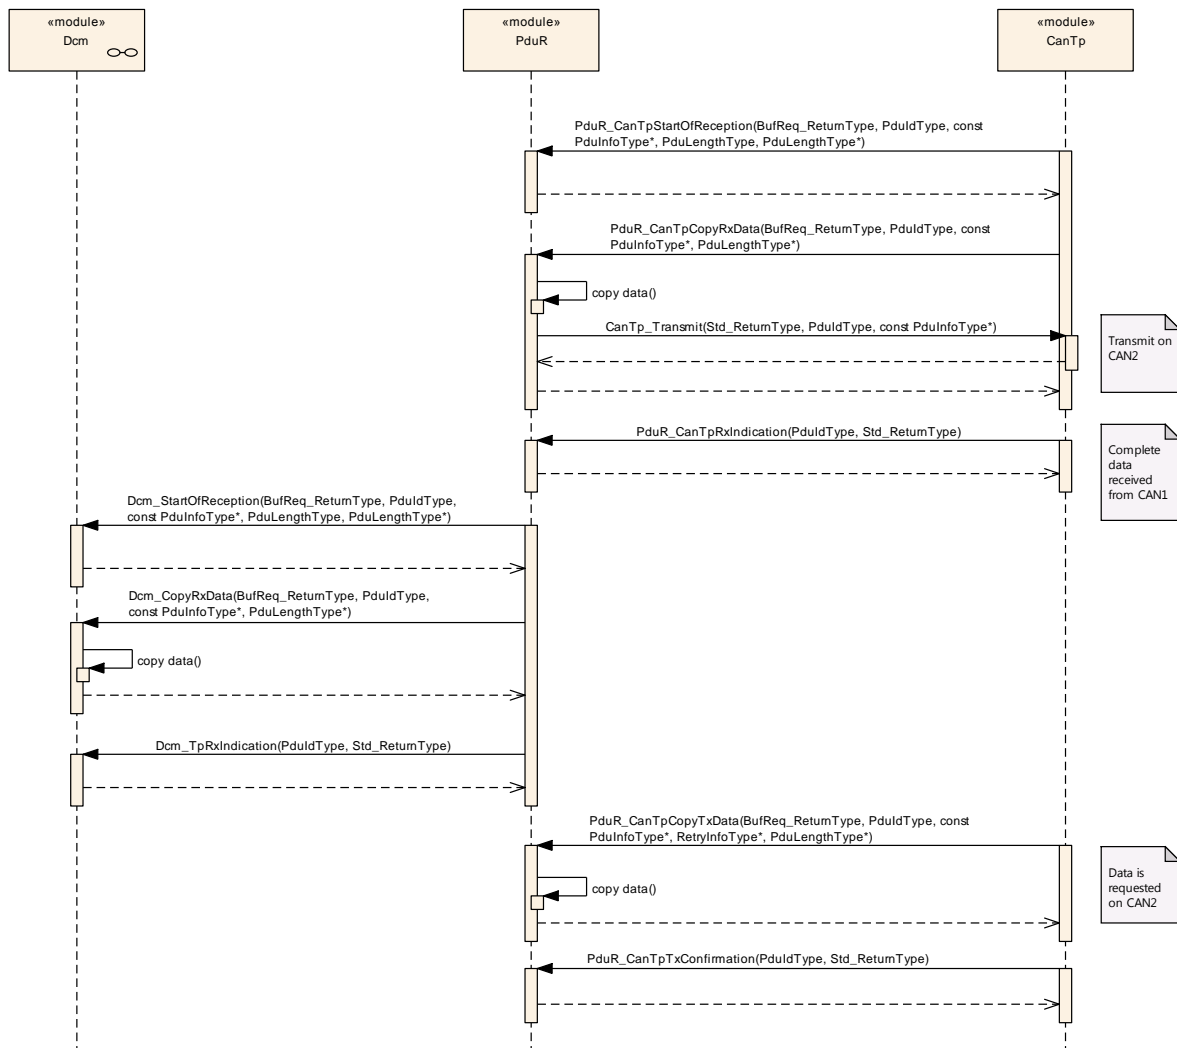 «module»
Dcm
«module»
PduR
«module»
CanTp
PduR_CanTpStartOfReception(BufReq_ReturnType, PduIdType, const
PduInfoType*, PduLengthType, PduLengthType*)
PduR_CanTpCopyRxData(BufReq_ReturnType, PduIdType, const
PduInfoType*, PduLengthType*)
copy data()
CanTp_Transmit(Std_ReturnType, PduIdType, const PduInfoType*)
Transmit on
CAN2
PduR_CanTpRxIndication(PduIdType, Std_ReturnType)
Complete
data
received
from CAN1
Dcm_StartOfReception(BufReq_ReturnType, PduIdType,
const PduInfoType*, PduLengthType, PduLengthType*)
Dcm_CopyRxData(BufReq_ReturnType, PduIdType,
const PduInfoType*, PduLengthType*)
copy data()
Dcm_TpRxIndication(PduIdType, Std_ReturnType)
PduR_CanTpCopyTxData(BufReq_ReturnType, PduIdType, const
PduInfoType*, RetryInfoType*, PduLengthType*)
copy data()
Data is
requested
on CAN2
PduR_CanTpTxConfirmation(PduIdType, Std_ReturnType)